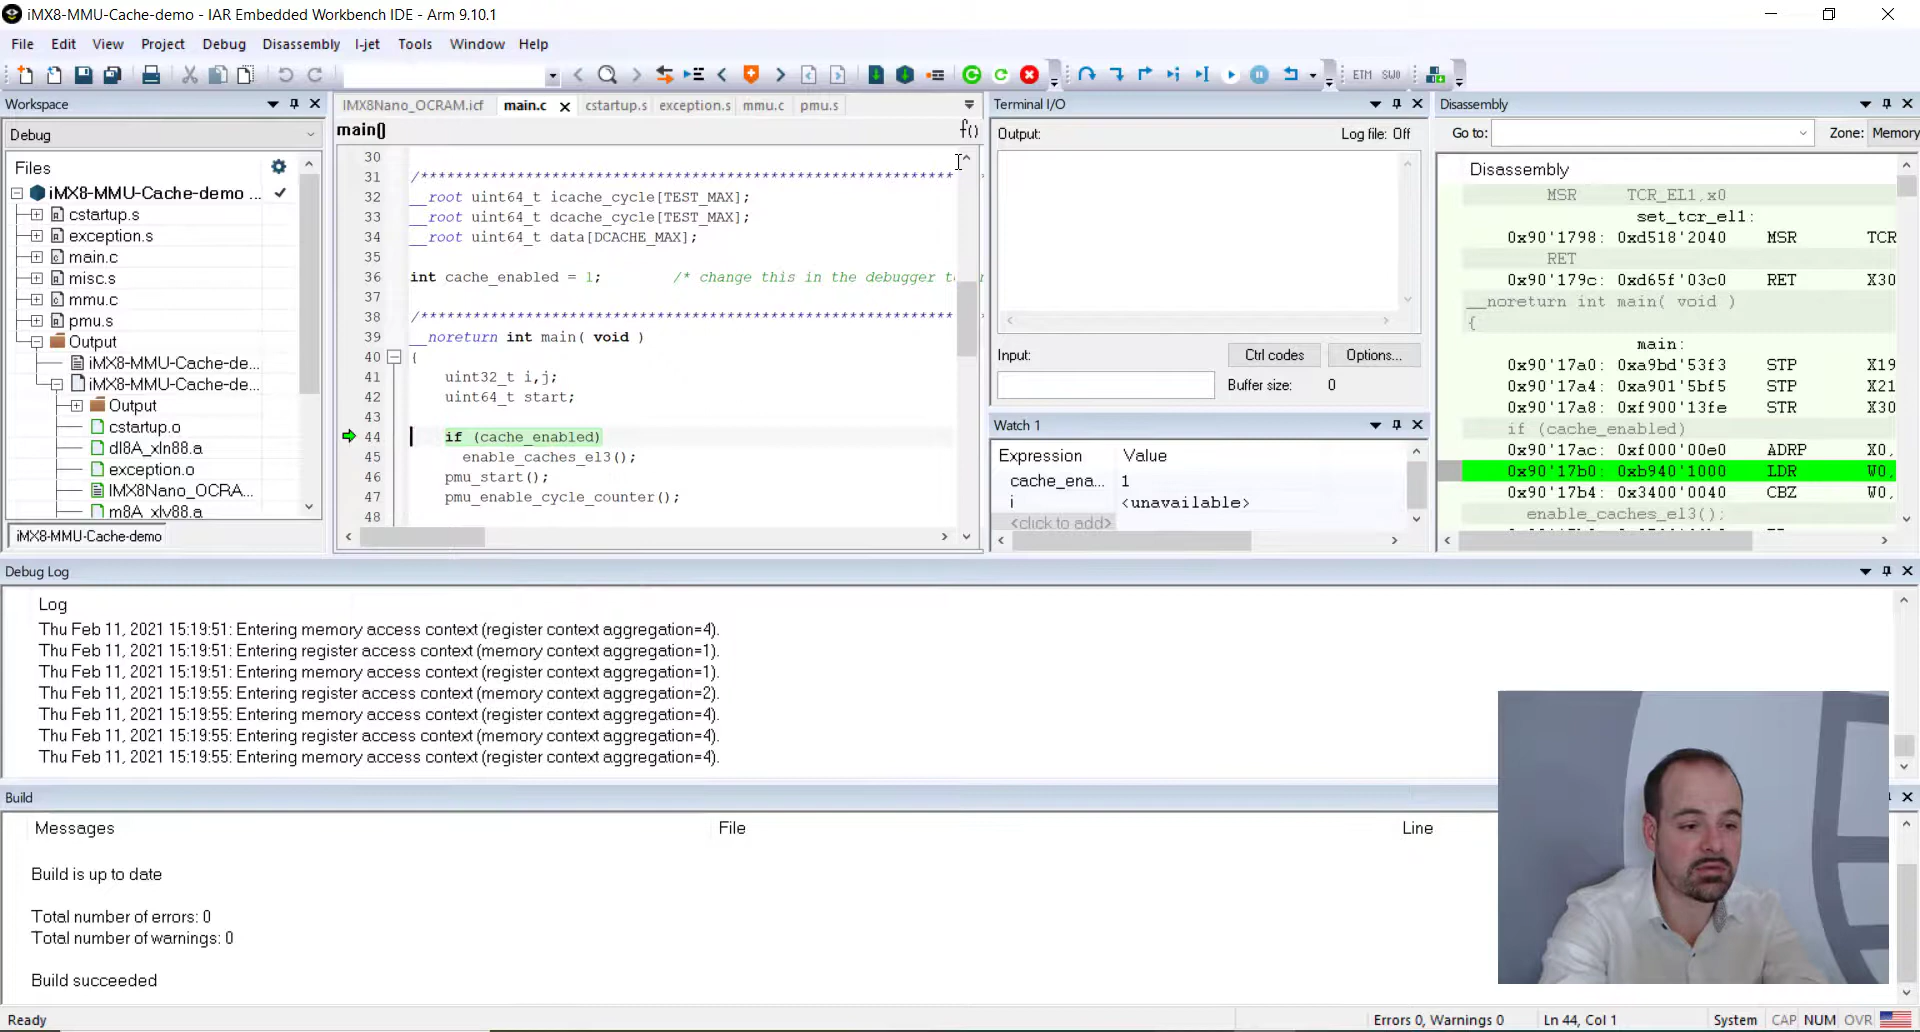 iMX8-MMU-Cache-demo - IAR Embedded Workbench IDE - Arm 9.10.1
File Edit View Project Debug Disassembly I-jet Tools Window Help
ETM SWO
Workspace
Debug
Files
iMX8-MMU-Cache-demo ...
cstartup.s
exception.s
main.c
misc.s
mmu.c
pmu.s
Output
iMX8-MMU-Cache-de...
iMX8-MMU-Cache-de...
Output
cstartup.o
dl8A_xln88.a
exception.o
IMX8Nano_OCRA...
m8A_xlv88.a
iMX8-MMU-Cache-demo
IMX8Nano_OCRAM.icf main.c cstartup.s exception.s mmu.c pmu.s
main() f()
30
31 /**************************************************************
32 __root uint64_t icache_cycle[TEST_MAX];
33 __root uint64_t dcache_cycle[TEST_MAX];
34 __root uint64_t data[DCACHE_MAX];
35
36 int cache_enabled = 1; /* change this in the debugger t
37
38 /**************************************************************
39 __noreturn int main( void )
40 {
41 uint32_t i,j;
42 uint64_t start;
43
44 if (cache_enabled)
45 enable_caches_el3();
46 pmu_start();
47 pmu_enable_cycle_counter();
48
Terminal I/O
Output: Log file: Off
Input: Ctrl codes Options...
Buffer size: 0
Watch 1
Expression Value
cache_ena... 1
i <unavailable>
<click to add>
Disassembly
Go to: Zone: Memory
Disassembly
MSR TCR_EL1,x0
set_tcr_el1:
0x90'1798: 0xd518'2040 MSR TCR
RET
0x90'179c: 0xd65f'03c0 RET X30
__noreturn int main( void )
{
main:
0x90'17a0: 0xa9bd'53f3 STP X19
0x90'17a4: 0xa901'5bf5 STP X21
0x90'17a8: 0xf900'13fe STR X30
if (cache_enabled)
0x90'17ac: 0xf000'00e0 ADRP X0,
0x90'17b0: 0xb940'1000 LDR W0,
0x90'17b4: 0x3400'0040 CBZ W0,
enable_caches_el3();
Debug Log
Log
Thu Feb 11, 2021 15:19:51: Entering memory access context (register context aggregation=4).
Thu Feb 11, 2021 15:19:51: Entering register access context (memory context aggregation=1).
Thu Feb 11, 2021 15:19:51: Entering memory access context (register context aggregation=1).
Thu Feb 11, 2021 15:19:55: Entering register access context (memory context aggregation=2).
Thu Feb 11, 2021 15:19:55: Entering memory access context (register context aggregation=4).
Thu Feb 11, 2021 15:19:55: Entering register access context (memory context aggregation=4).
Thu Feb 11, 2021 15:19:55: Entering memory access context (register context aggregation=4).
Build
Messages File Line
Build is up to date
Total number of errors: 0
Total number of warnings: 0
Build succeeded
Ready Errors 0, Warnings 0 Ln 44, Col 1 System CAP NUM OVR